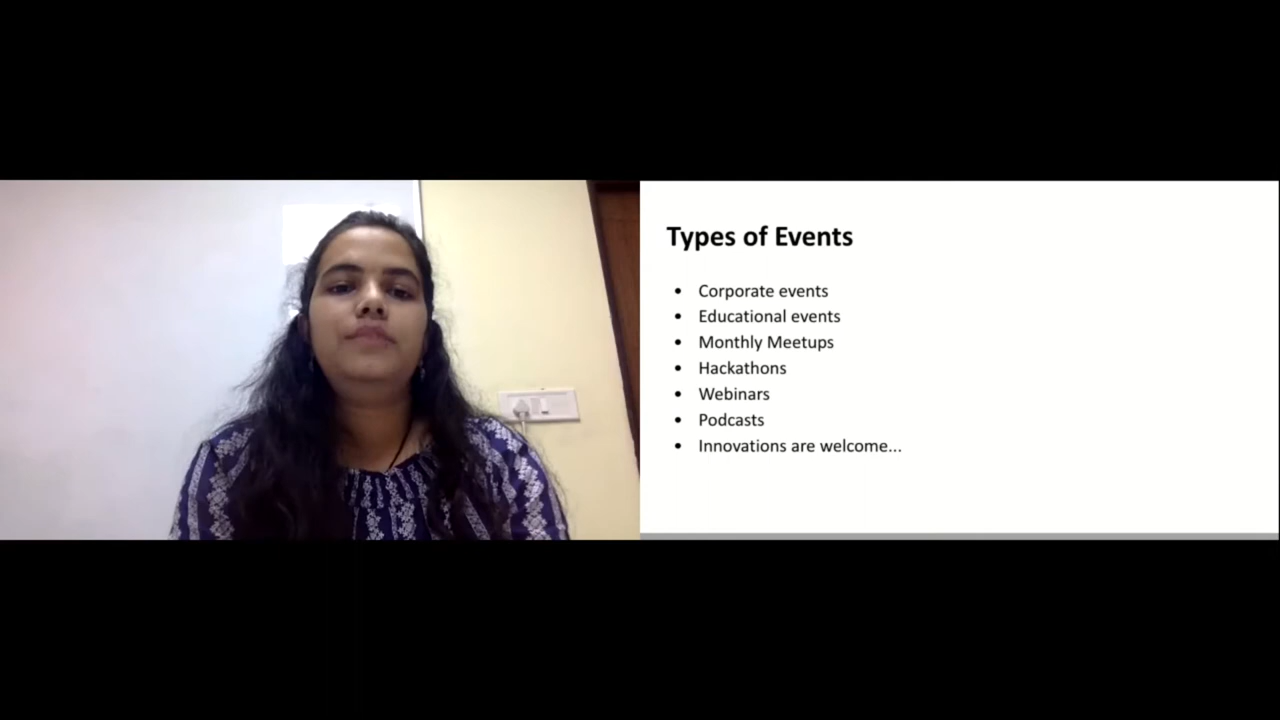 Types of Events
• Corporate events
• Educational events
• Monthly Meetups
• Hackathons
• Webinars
• Podcasts
• Innovations are welcome...